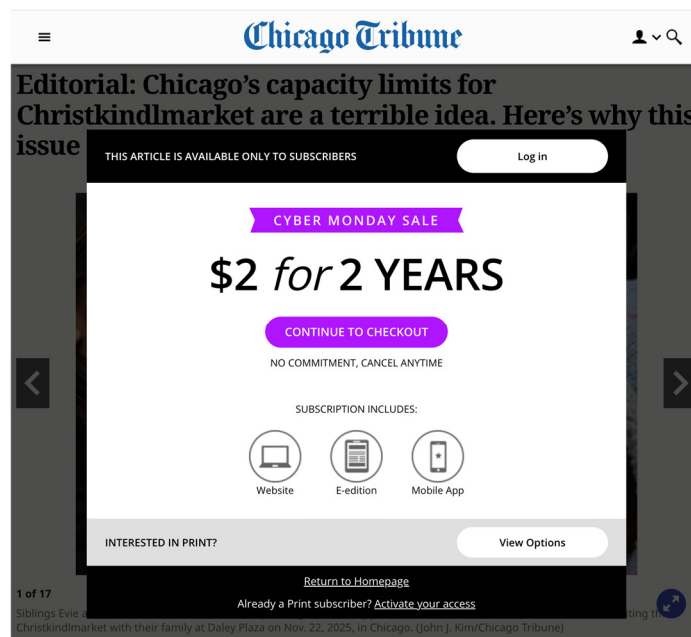 Chicago Tribune
Editorial: Chicago's capacity limits for
Christkindlmarket are a terrible idea. Here's why this
issue
THIS ARTICLE IS AVAILABLE ONLY TO SUBSCRIBERS
Log in
CYBER MONDAY SALE
$2 for 2 YEARS
CONTINUE TO CHECKOUT
NO COMMITMENT, CANCEL ANYTIME
SUBSCRIPTION INCLUDES:
Website E-edition Mobile App
INTERESTED IN PRINT?
View Options
Return to Homepage
Already a Print subscriber? Activate your access
1 of 17
Siblings Evie
Christkindlmarket with their family at Daley Plaza on Nov. 22, 2025, in Chicago. (John J. Kim/Chicago Tribune)